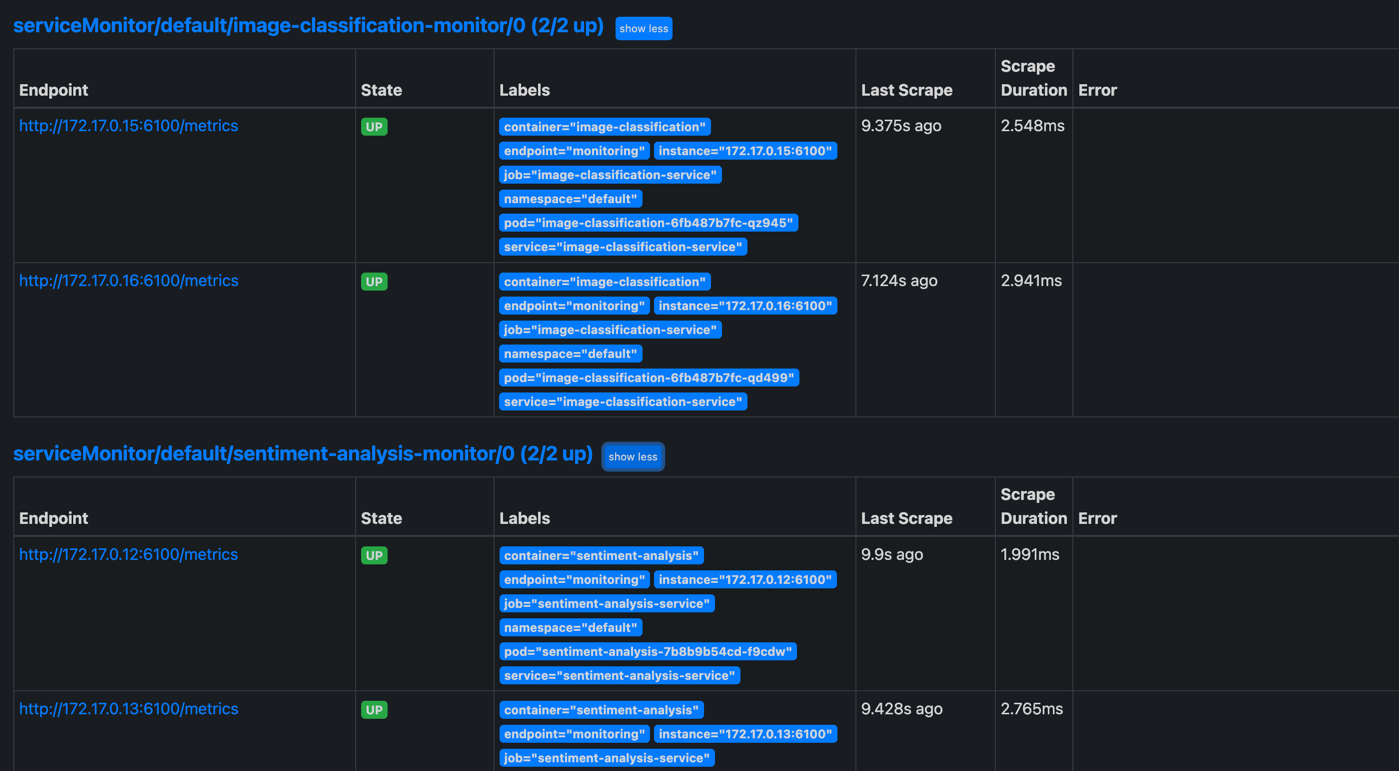 serviceMonitor/default/image-classification-monitor/0 (2/2 up) show less
Endpoint State Labels Last Scrape Scrape Duration Error
http://172.17.0.15:6100/metrics UP container="image-classification" 9.375s ago 2.548ms
endpoint="monitoring" instance="172.17.0.15:6100"
job="image-classification-service"
namespace="default"
pod="image-classification-6fb487b7fc-qz945"
service="image-classification-service"
http://172.17.0.16:6100/metrics UP container="image-classification" 7.124s ago 2.941ms
endpoint="monitoring" instance="172.17.0.16:6100"
job="image-classification-service"
namespace="default"
pod="image-classification-6fb487b7fc-qd499"
service="image-classification-service"
serviceMonitor/default/sentiment-analysis-monitor/0 (2/2 up) show less
Endpoint State Labels Last Scrape Scrape Duration Error
http://172.17.0.12:6100/metrics UP container="sentiment-analysis" 9.9s ago 1.991ms
endpoint="monitoring" instance="172.17.0.12:6100"
job="sentiment-analysis-service"
namespace="default"
pod="sentiment-analysis-7b8b9b54cd-f9cdw"
service="sentiment-analysis-service"
http://172.17.0.13:6100/metrics UP container="sentiment-analysis" 9.428s ago 2.765ms
endpoint="monitoring" instance="172.17.0.13:6100"
job="sentiment-analysis-service"